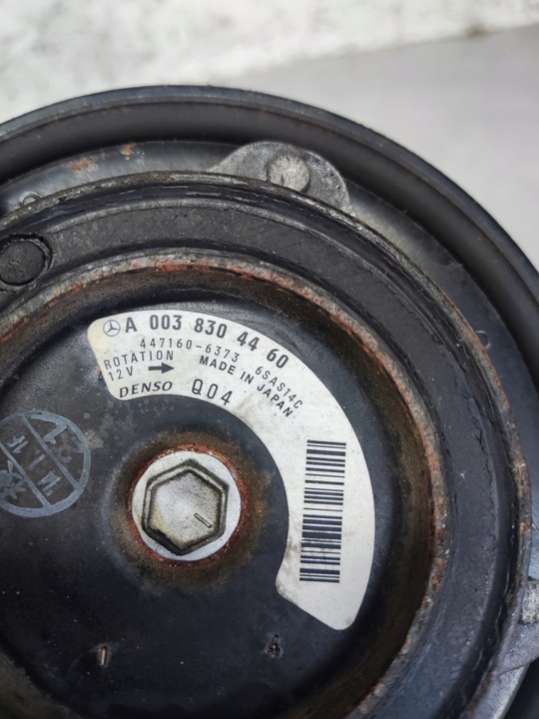 A 003 830 44 60
447160-6373 6SAS14C
ROTATION → MADE IN JAPAN
12V
DENSO Q04